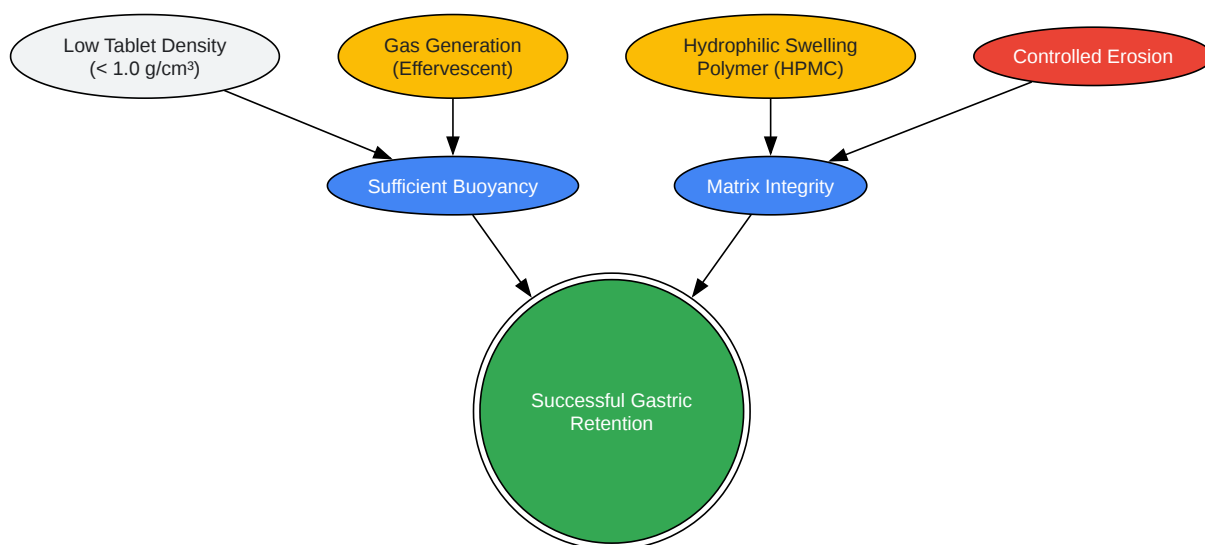 Low Tablet Density
(< 1.0 g/cm³)
Gas Generation
(Effervescent)
Hydrophilic Swelling
Polymer (HPMC)
Controlled Erosion
Sufficient Buoyancy
Matrix Integrity
Successful Gastric
Retention